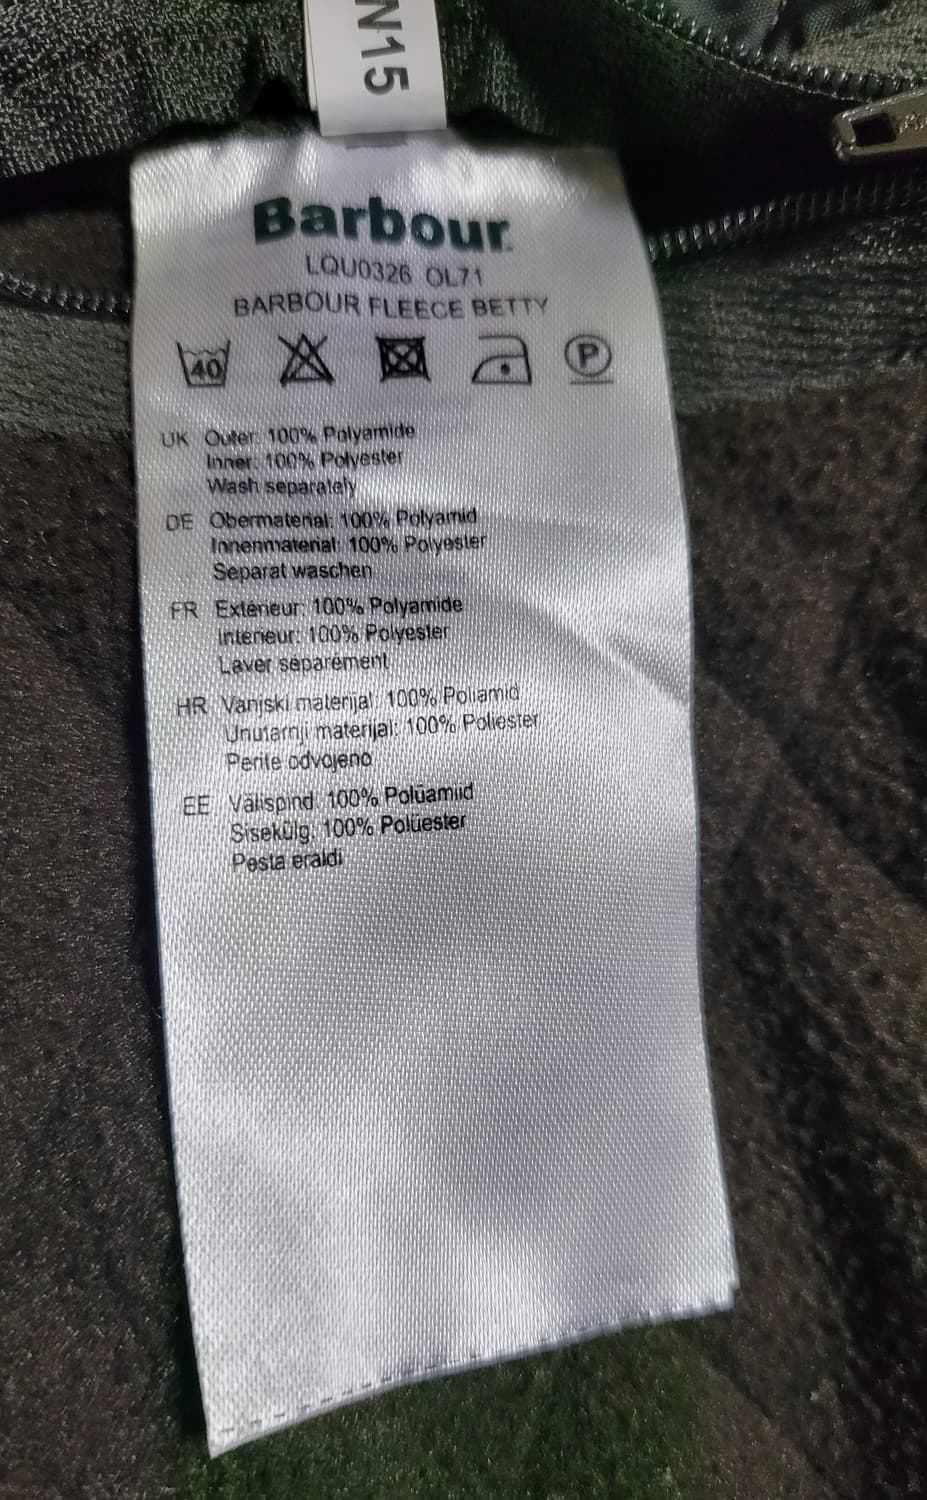 N15
Barbour
LQU0326 OL71
BARBOUR FLEECE BETTY
40 P
UK Outer: 100% Polyamide
Inner: 100% Polyester
Wash separately
DE Obermaterial: 100% Polyamid
Innenmaterial: 100% Polyester
Separat waschen
FR Extérieur: 100% Polyamide
Intérieur: 100% Polyester
Laver séparément
HR Vanjski materijal: 100% Poliamid
Unutarnji materijal: 100% Poliester
Perite odvojeno
EE Välispind: 100% Polüamiid
Sisekülg: 100% Polüester
Pesta eraldi